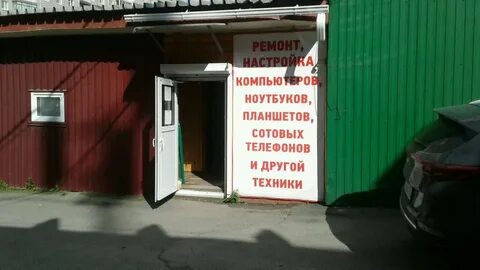 РЕМОНТ,
НАСТРОЙКА
КОМПЬЮТЕРОВ,
НОУТБУКОВ,
ПЛАНШЕТОВ,
СОТОВЫХ
ТЕЛЕФОНОВ
И ДРУГОЙ
ТЕХНИКИ